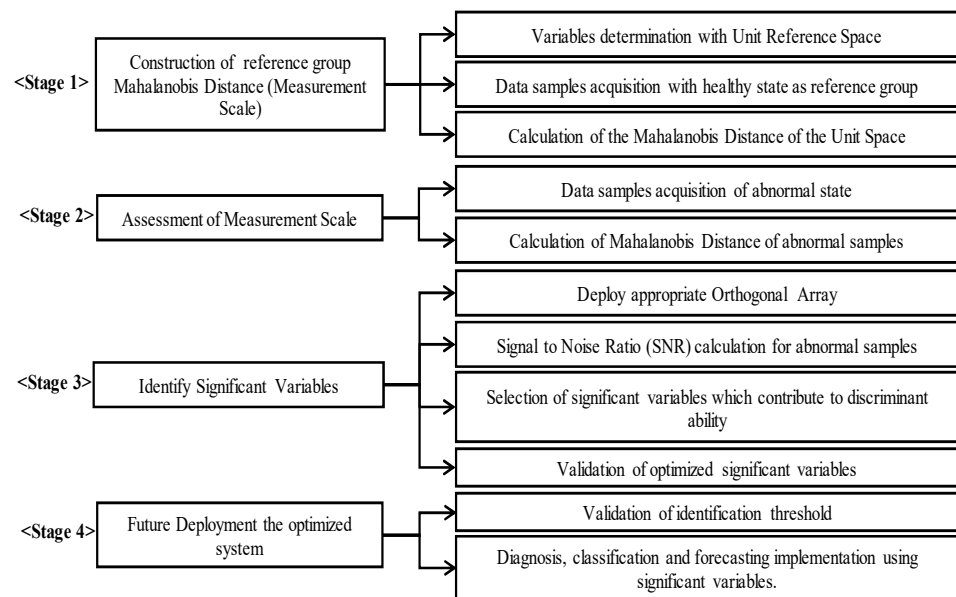 <Stage 1>
Construction of reference group
Mahalanobis Distance (Measurement
Scale)
Variables determination with Unit Reference Space
Data samples acquisition with healthy state as reference group
Calculation of the Mahalanobis Distance of the Unit Space
<Stage 2>
Assessment of Measurement Scale
Data samples acquisition of abnormal state
Calculation of Mahalanobis Distance of abnormal samples
<Stage 3>
Identify Significant Variables
Deploy appropriate Orthogonal Array
Signal to Noise Ratio (SNR) calculation for abnormal samples
Selection of significant variables which contribute to discriminant
ability
Validation of optimized significant variables
<Stage 4>
Future Deployment the optimized
system
Validation of identification threshold
Diagnosis, classification and forecasting implementation using
significant variables.